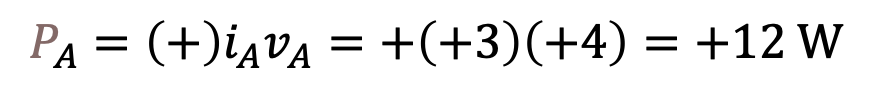 P_A = (+)i_A v_A = +(+3)(+4) = +12 W